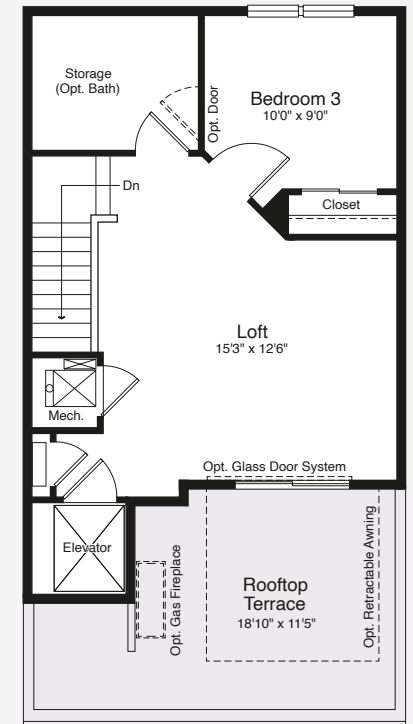 Storage
(Opt. Bath)
Opt. Door
Bedroom 3
10'0" x 9'0"
Dn
Closet
Loft
15'3" x 12'6"
Mech.
Opt. Glass Door System
Elevator
Opt. Gas Fireplace
Rooftop
Terrace
18'10" x 11'5"
Opt. Retractable Awning